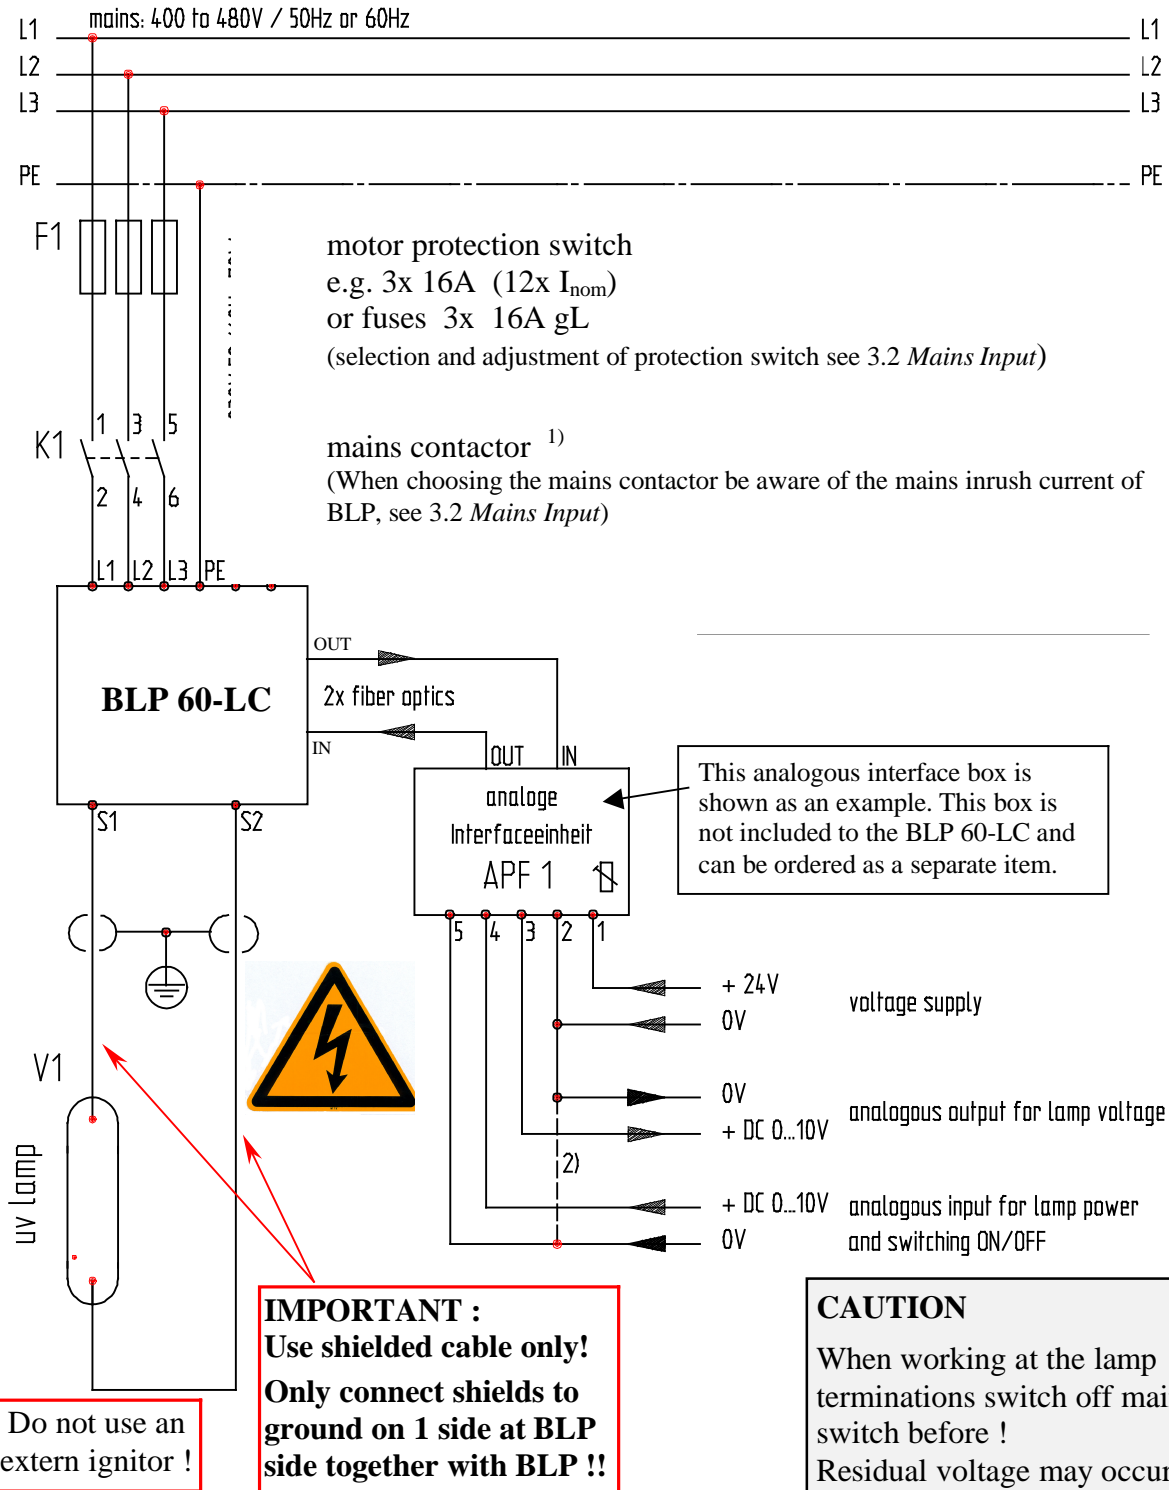 mains: 400 to 480V / 50Hz or 60Hz
L1 L1
L2 L2
L3 L3
PE PE
F1
motor protection switch
e.g. 3x 16A (12x Inom)
or fuses 3x 16A gL
(selection and adjustment of protection switch see 3.2 Mains Input)
1 3 5
K1
2 4 6
mains contactor 1)
(When choosing the mains contactor be aware of the mains inrush current of
BLP, see 3.2 Mains Input)
L1 L2 L3 PE
OUT
BLP 60-LC
2x fiber optics
IN
OUT IN
analoge
Interfaceeinheit
APF 1
This analogous interface box is
shown as an example. This box is
not included to the BLP 60-LC and
can be ordered as a separate item.
S1 S2
5 4 3 2 1
+ 24V
0V
voltage supply
0V
+ DC 0...10V
analogous output for lamp voltage
2)
+ DC 0...10V
0V
analogous input for lamp power
and switching ON/OFF
V1
uv lamp
IMPORTANT :
Use shielded cable only!
Only connect shields to
ground on 1 side at BLP
side together with BLP !!
Do not use an
extern ignitor !
CAUTION
When working at the lamp
terminations switch off mai
switch before !
Residual voltage may occur